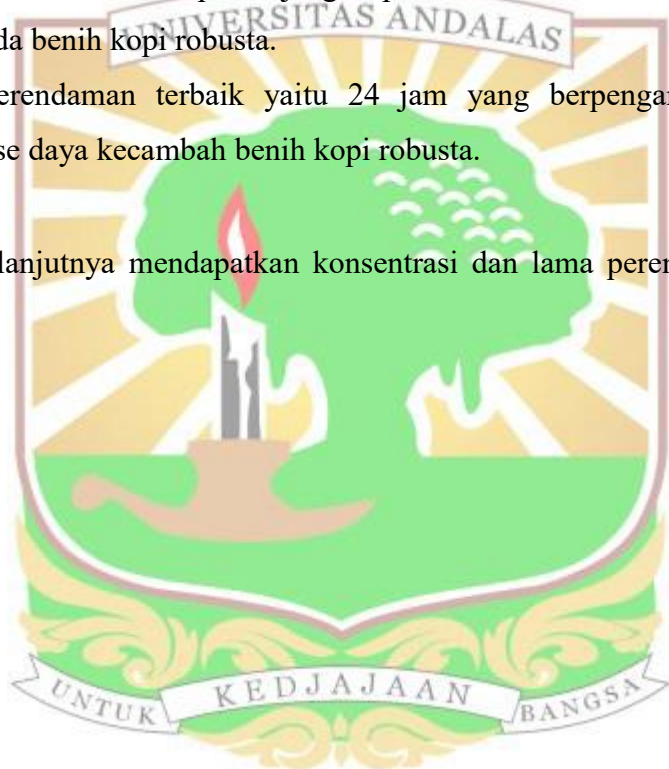 UNIVERSITAS ANDALAS
da benih kopi robusta.
erendaman terbaik yaitu 24 jam yang berpengar
se daya kecambah benih kopi robusta.
lanjutnya mendapatkan konsentrasi dan lama peren
UNTUK KEDJAJAAN BANGSA